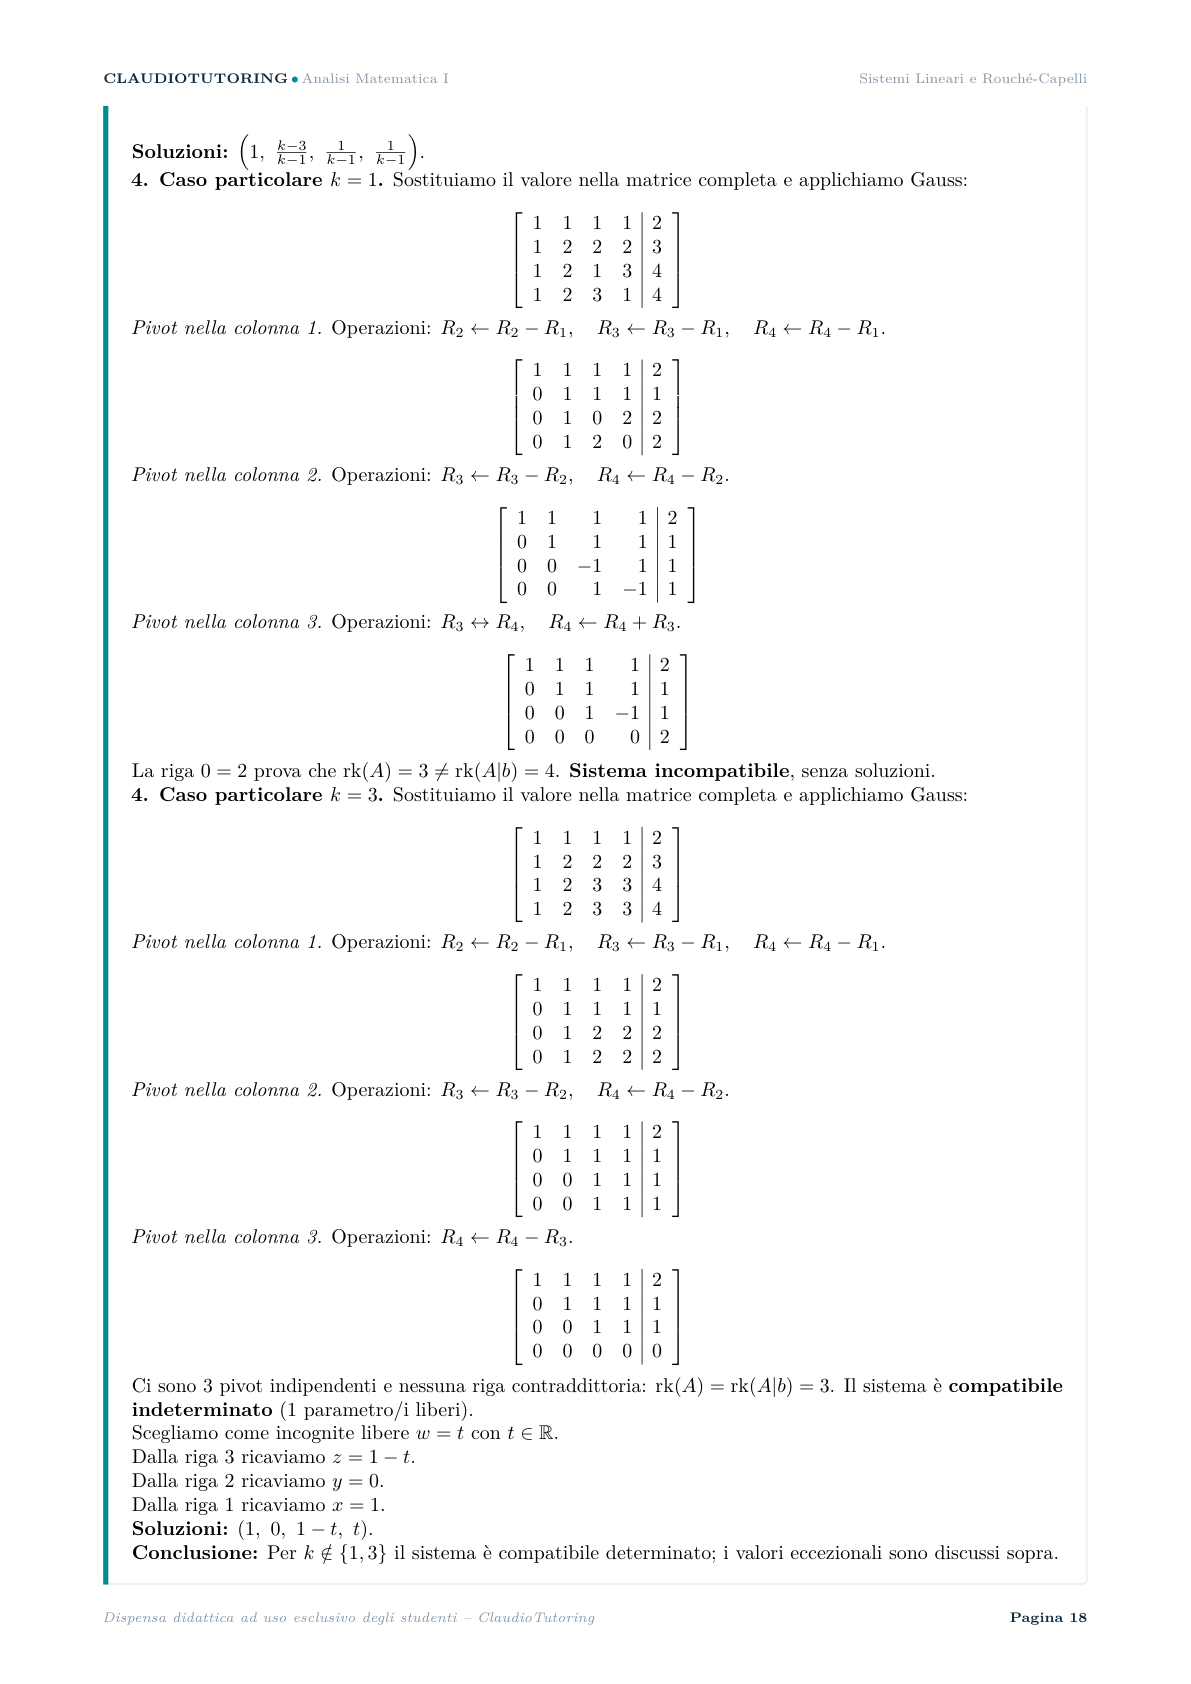 CLAUDIOTUTORING • Analisi Matematica I
Sistemi Lineari e Rouché-Capelli
Soluzioni: (1, k−3/k−1, 1/k−1, 1/k−1).
4. Caso particolare k = 1. Sostituiamo il valore nella matrice completa e applichiamo Gauss:
1 1 1 1 | 2
1 2 2 2 | 3
1 2 1 3 | 4
1 2 3 1 | 4
Pivot nella colonna 1. Operazioni: R₂ ← R₂ − R₁, R₃ ← R₃ − R₁, R₄ ← R₄ − R₁.
1 1 1 1 | 2
0 1 1 1 | 1
0 1 0 2 | 2
0 1 2 0 | 2
Pivot nella colonna 2. Operazioni: R₃ ← R₃ − R₂, R₄ ← R₄ − R₂.
1 1 1 1 | 2
0 1 1 1 | 1
0 0 −1 1 | 1
0 0 1 −1 | 1
Pivot nella colonna 3. Operazioni: R₃ ↔ R₄, R₄ ← R₄ + R₃.
1 1 1 1 | 2
0 1 1 1 | 1
0 0 1 −1 | 1
0 0 0 0 | 2
La riga 0 = 2 prova che rk(A) = 3 ≠ rk(A|b) = 4. Sistema incompatibile, senza soluzioni.
4. Caso particolare k = 3. Sostituiamo il valore nella matrice completa e applichiamo Gauss:
1 1 1 1 | 2
1 2 2 2 | 3
1 2 3 3 | 4
1 2 3 3 | 4
Pivot nella colonna 1. Operazioni: R₂ ← R₂ − R₁, R₃ ← R₃ − R₁, R₄ ← R₄ − R₁.
1 1 1 1 | 2
0 1 1 1 | 1
0 1 2 2 | 2
0 1 2 2 | 2
Pivot nella colonna 2. Operazioni: R₃ ← R₃ − R₂, R₄ ← R₄ − R₂.
1 1 1 1 | 2
0 1 1 1 | 1
0 0 1 1 | 1
0 0 1 1 | 1
Pivot nella colonna 3. Operazioni: R₄ ← R₄ − R₃.
1 1 1 1 | 2
0 1 1 1 | 1
0 0 1 1 | 1
0 0 0 0 | 0
Ci sono 3 pivot indipendenti e nessuna riga contraddittoria: rk(A) = rk(A|b) = 3. Il sistema è compatibile
indeterminato (1 parametro/i liberi).
Scegliamo come incognite libere w = t con t ∈ ℝ.
Dalla riga 3 ricaviamo z = 1 − t.
Dalla riga 2 ricaviamo y = 0.
Dalla riga 1 ricaviamo x = 1.
Soluzioni: (1, 0, 1 − t, t).
Conclusione: Per k ∉ {1, 3} il sistema è compatibile determinato; i valori eccezionali sono discussi sopra.
Dispensa didattica ad uso esclusivo degli studenti – ClaudioTutoring
Pagina 18